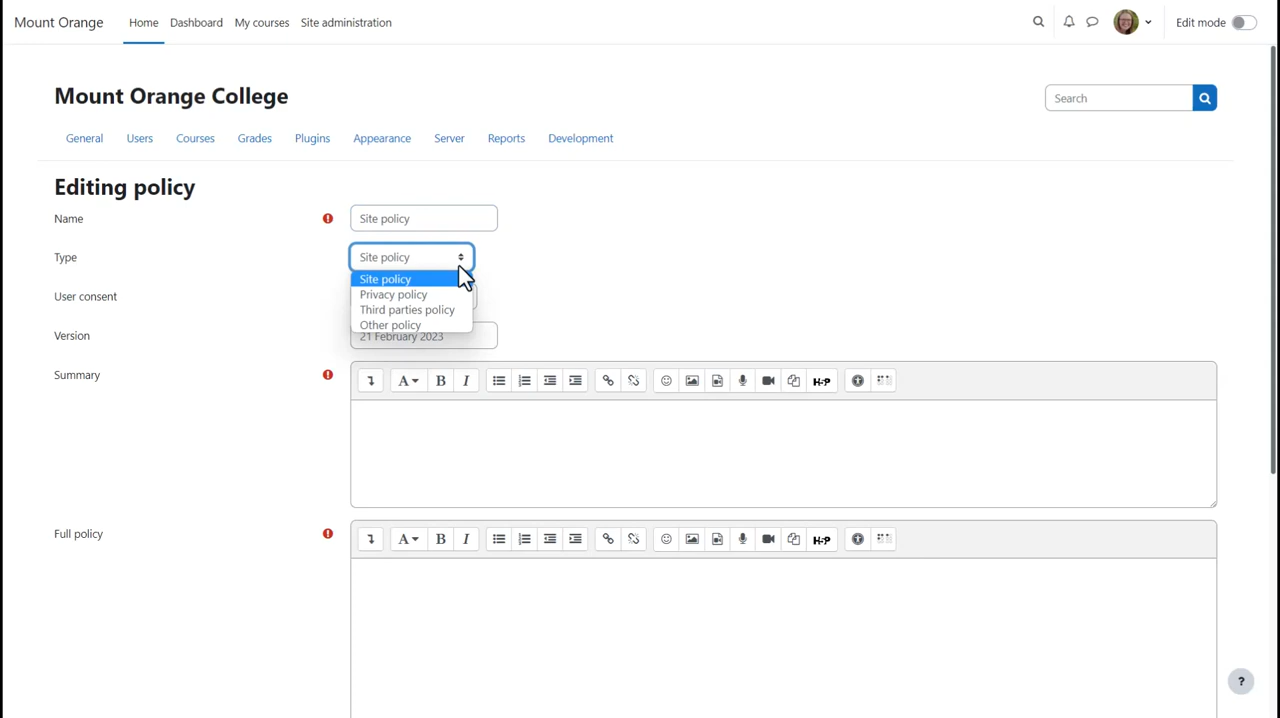 Mount Orange Home Dashboard My courses Site administration Edit mode
Mount Orange College
Search
General Users Courses Grades Plugins Appearance Server Reports Development
Editing policy
Name Site policy
Type Site policy
Site policy
Privacy policy
User consent
Third parties policy
Other policy
Version 21 February 2023
Summary
A B I H5P
Full policy
A B I H5P
?